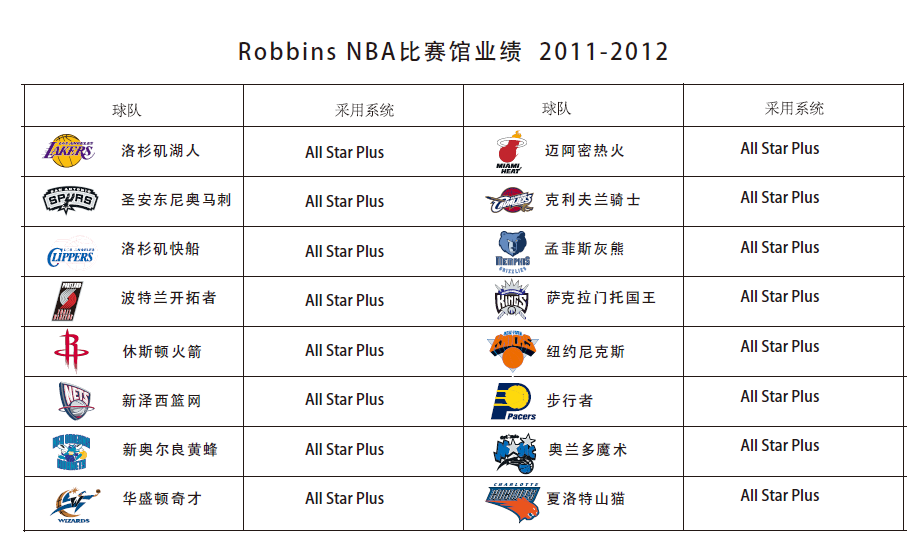 Robbins NBA比赛馆业绩 2011-2012
球队 采用系统 球队 采用系统
LOS ANGELES LAKERS 洛杉矶湖人 All Star Plus MIAMI HEAT 迈阿密热火 All Star Plus
SAN ANTONIO SPURS 圣安东尼奥马刺 All Star Plus CAVALIERS 克利夫兰骑士 All Star Plus
LOS ANGELES CLIPPERS 洛杉矶快船 All Star Plus MEMPHIS GRIZZLIES 孟菲斯灰熊 All Star Plus
PORTLAND TRAIL BLAZERS 波特兰开拓者 All Star Plus KINGS 萨克拉门托国王 All Star Plus
R 休斯顿火箭 All Star Plus NEW YORK 纽约尼克斯 All Star Plus
NETS 新泽西篮网 All Star Plus Pacers 步行者 All Star Plus
NEW ORLEANS HORNETS 新奥尔良黄蜂 All Star Plus 奥兰多魔术 All Star Plus
WIZARDS 华盛顿奇才 All Star Plus CHARLOTTE BOBCATS 夏洛特山猫 All Star Plus